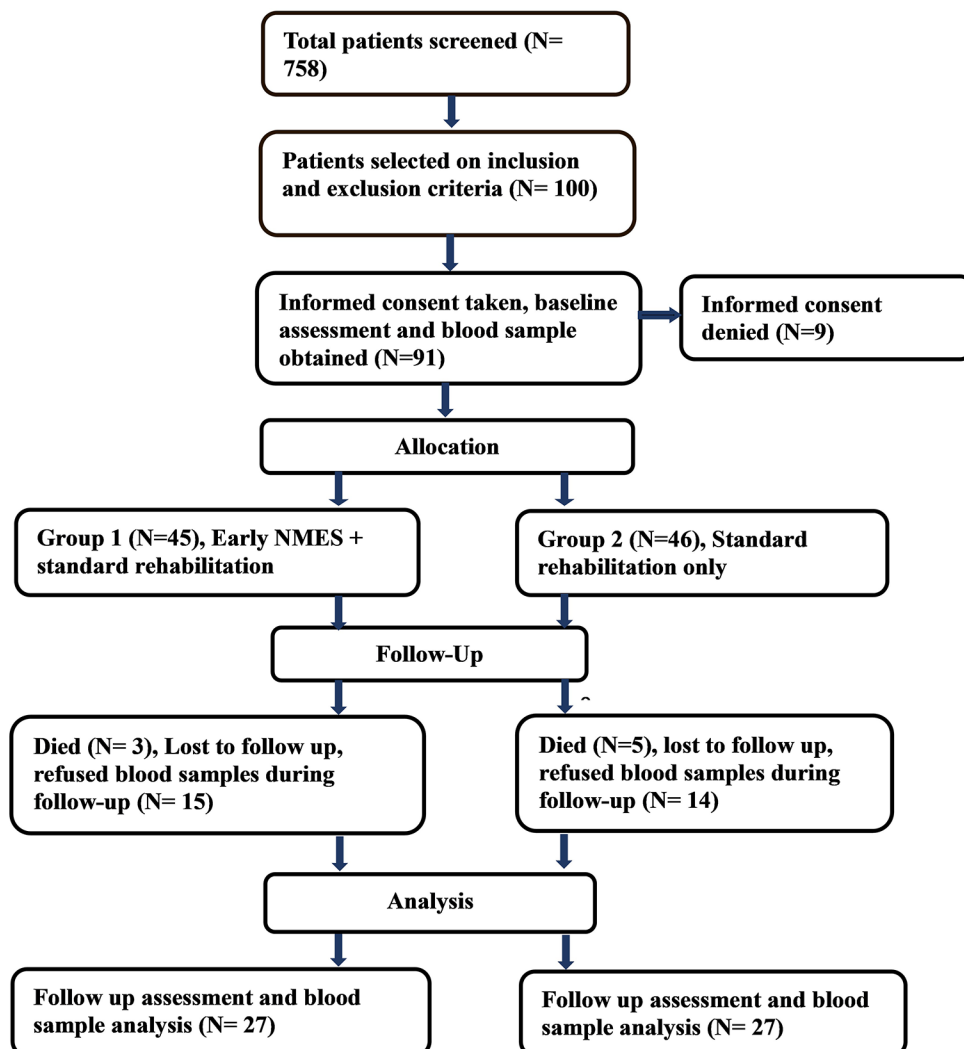 Total patients screened (N=
758)
Patients selected on inclusion
and exclusion criteria (N= 100)
Informed consent taken, baseline
assessment and blood sample
obtained (N=91)
Informed consent
denied (N=9)
Allocation
Group 1 (N=45), Early NMES +
standard rehabilitation
Group 2 (N=46), Standard
rehabilitation only
Follow-Up
Died (N= 3), Lost to follow up,
refused blood samples during
follow-up (N= 15)
Died (N=5), lost to follow up,
refused blood samples during
follow-up (N= 14)
Analysis
Follow up assessment and blood
sample analysis (N= 27)
Follow up assessment and blood
sample analysis (N= 27)